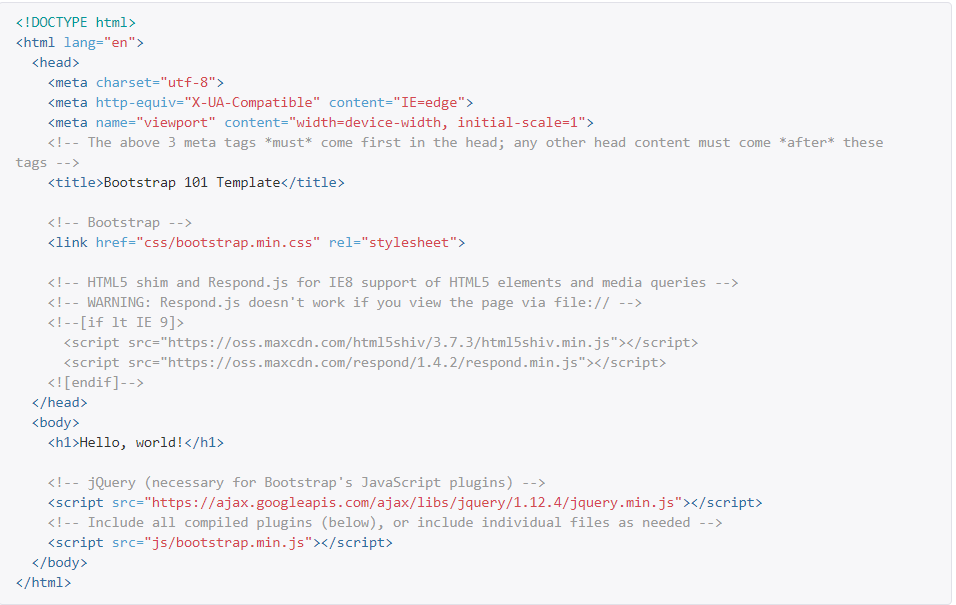 <!DOCTYPE html>
<html lang="en">
  <head>
    <meta charset="utf-8">
    <meta http-equiv="X-UA-Compatible" content="IE=edge">
    <meta name="viewport" content="width=device-width, initial-scale=1">
    <!-- The above 3 meta tags *must* come first in the head; any other head content must come *after* these
tags -->
    <title>Bootstrap 101 Template</title>

    <!-- Bootstrap -->
    <link href="css/bootstrap.min.css" rel="stylesheet">

    <!-- HTML5 shim and Respond.js for IE8 support of HTML5 elements and media queries -->
    <!-- WARNING: Respond.js doesn't work if you view the page via file:// -->
    <!--[if lt IE 9]>
      <script src="https://oss.maxcdn.com/html5shiv/3.7.3/html5shiv.min.js"></script>
      <script src="https://oss.maxcdn.com/respond/1.4.2/respond.min.js"></script>
    <![endif]-->
  </head>
  <body>
    <h1>Hello, world!</h1>

    <!-- jQuery (necessary for Bootstrap's JavaScript plugins) -->
    <script src="https://ajax.googleapis.com/ajax/libs/jquery/1.12.4/jquery.min.js"></script>
    <!-- Include all compiled plugins (below), or include individual files as needed -->
    <script src="js/bootstrap.min.js"></script>
  </body>
</html>